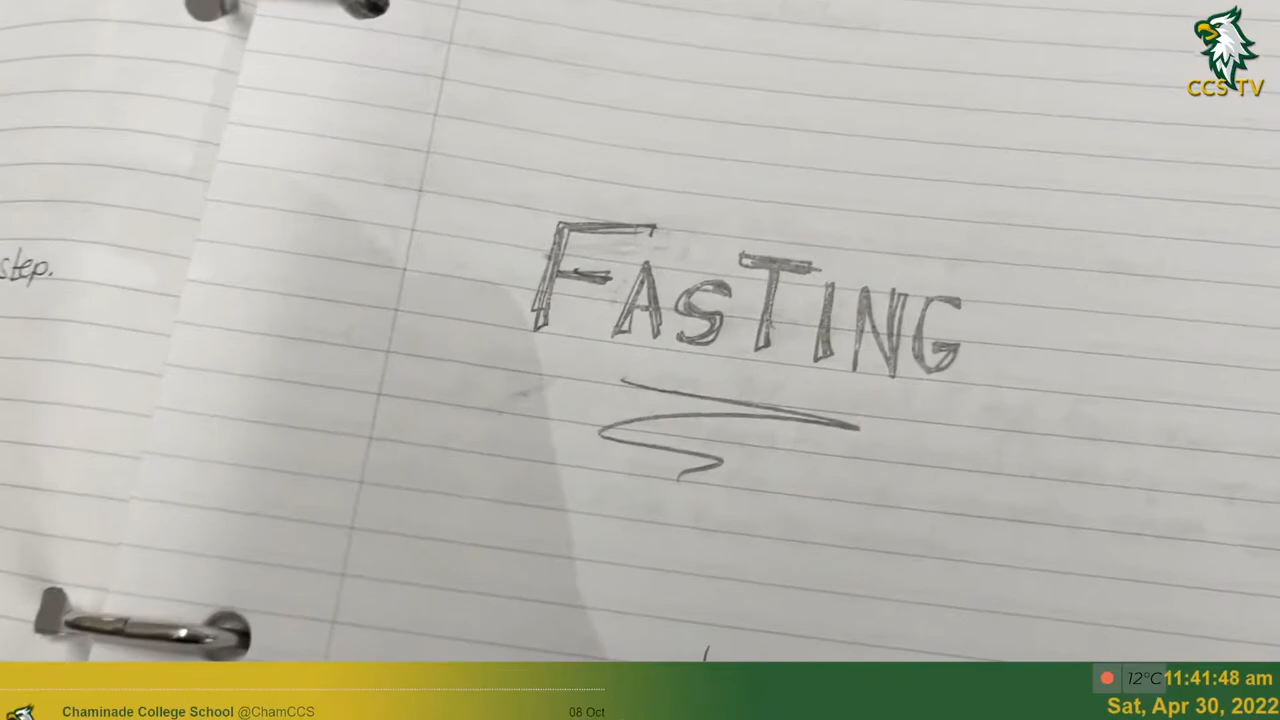 CCS TV
step.
FASTING
12°C 11:41:48 am
Sat, Apr 30, 2022
Chaminade College School @ChamCCS 08 Oct